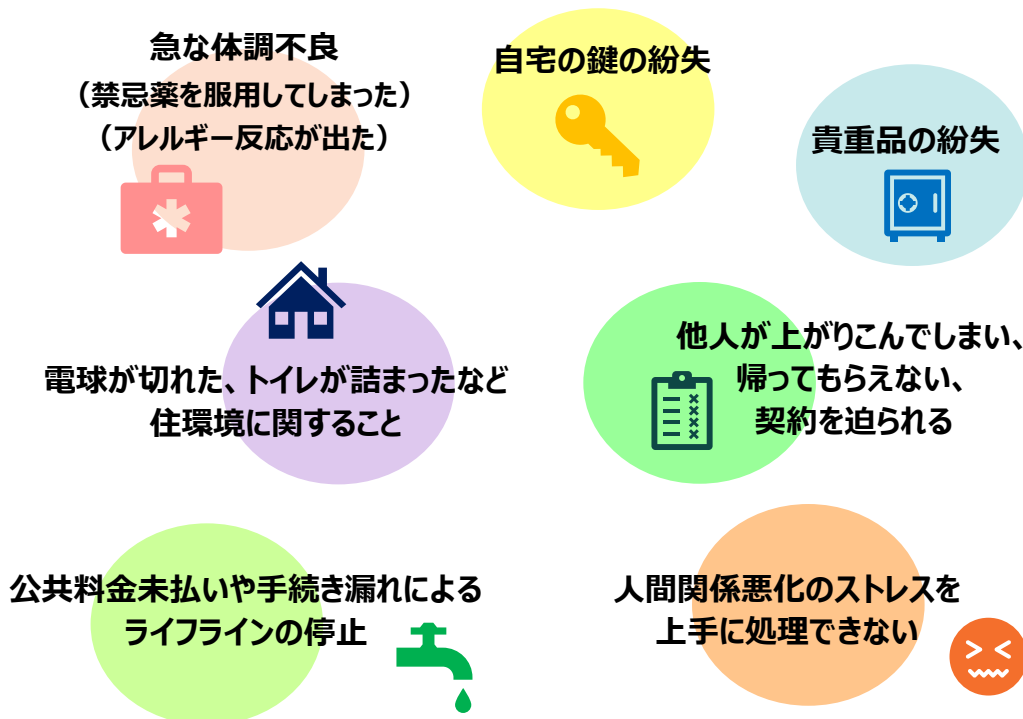 急な体調不良
（禁忌薬を服用してしまった）
（アレルギー反応が出た）
自宅の鍵の紛失
貴重品の紛失
電球が切れた、トイレが詰まったなど
住環境に関すること
他人が上がりこんでしまい、
帰ってもらえない、
契約を迫られる
公共料金未払いや手続き漏れによる
ライフラインの停止
人間関係悪化のストレスを
上手に処理できない